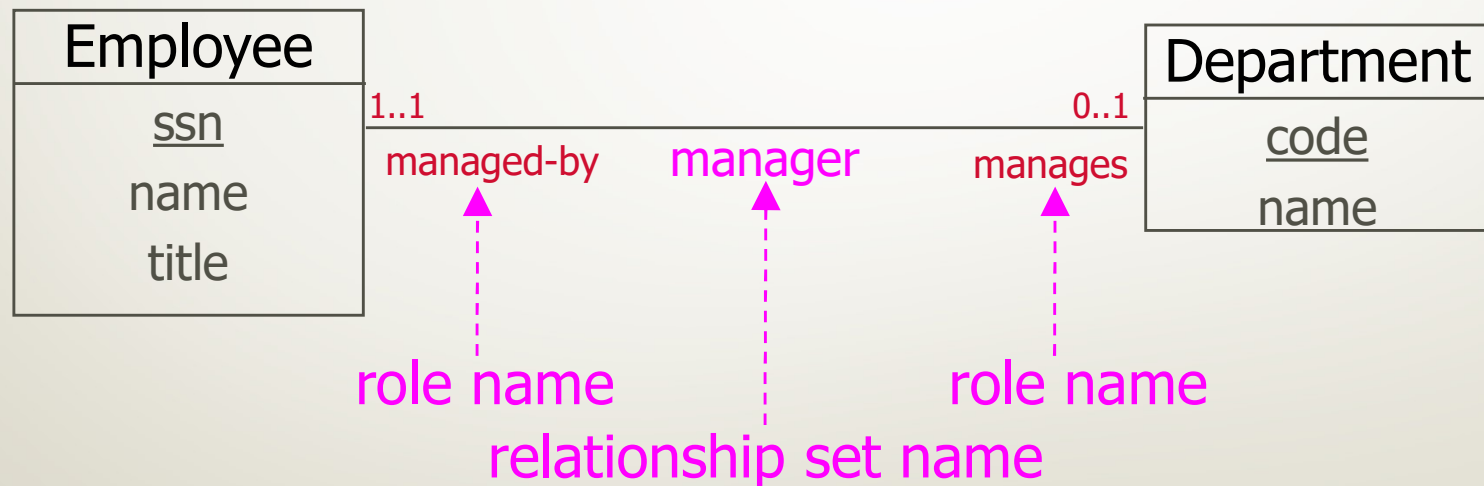 Employee
ssn
name
title
1..1
managed-by
manager
0..1
manages
Department
code
name
role name
role name
relationship set name